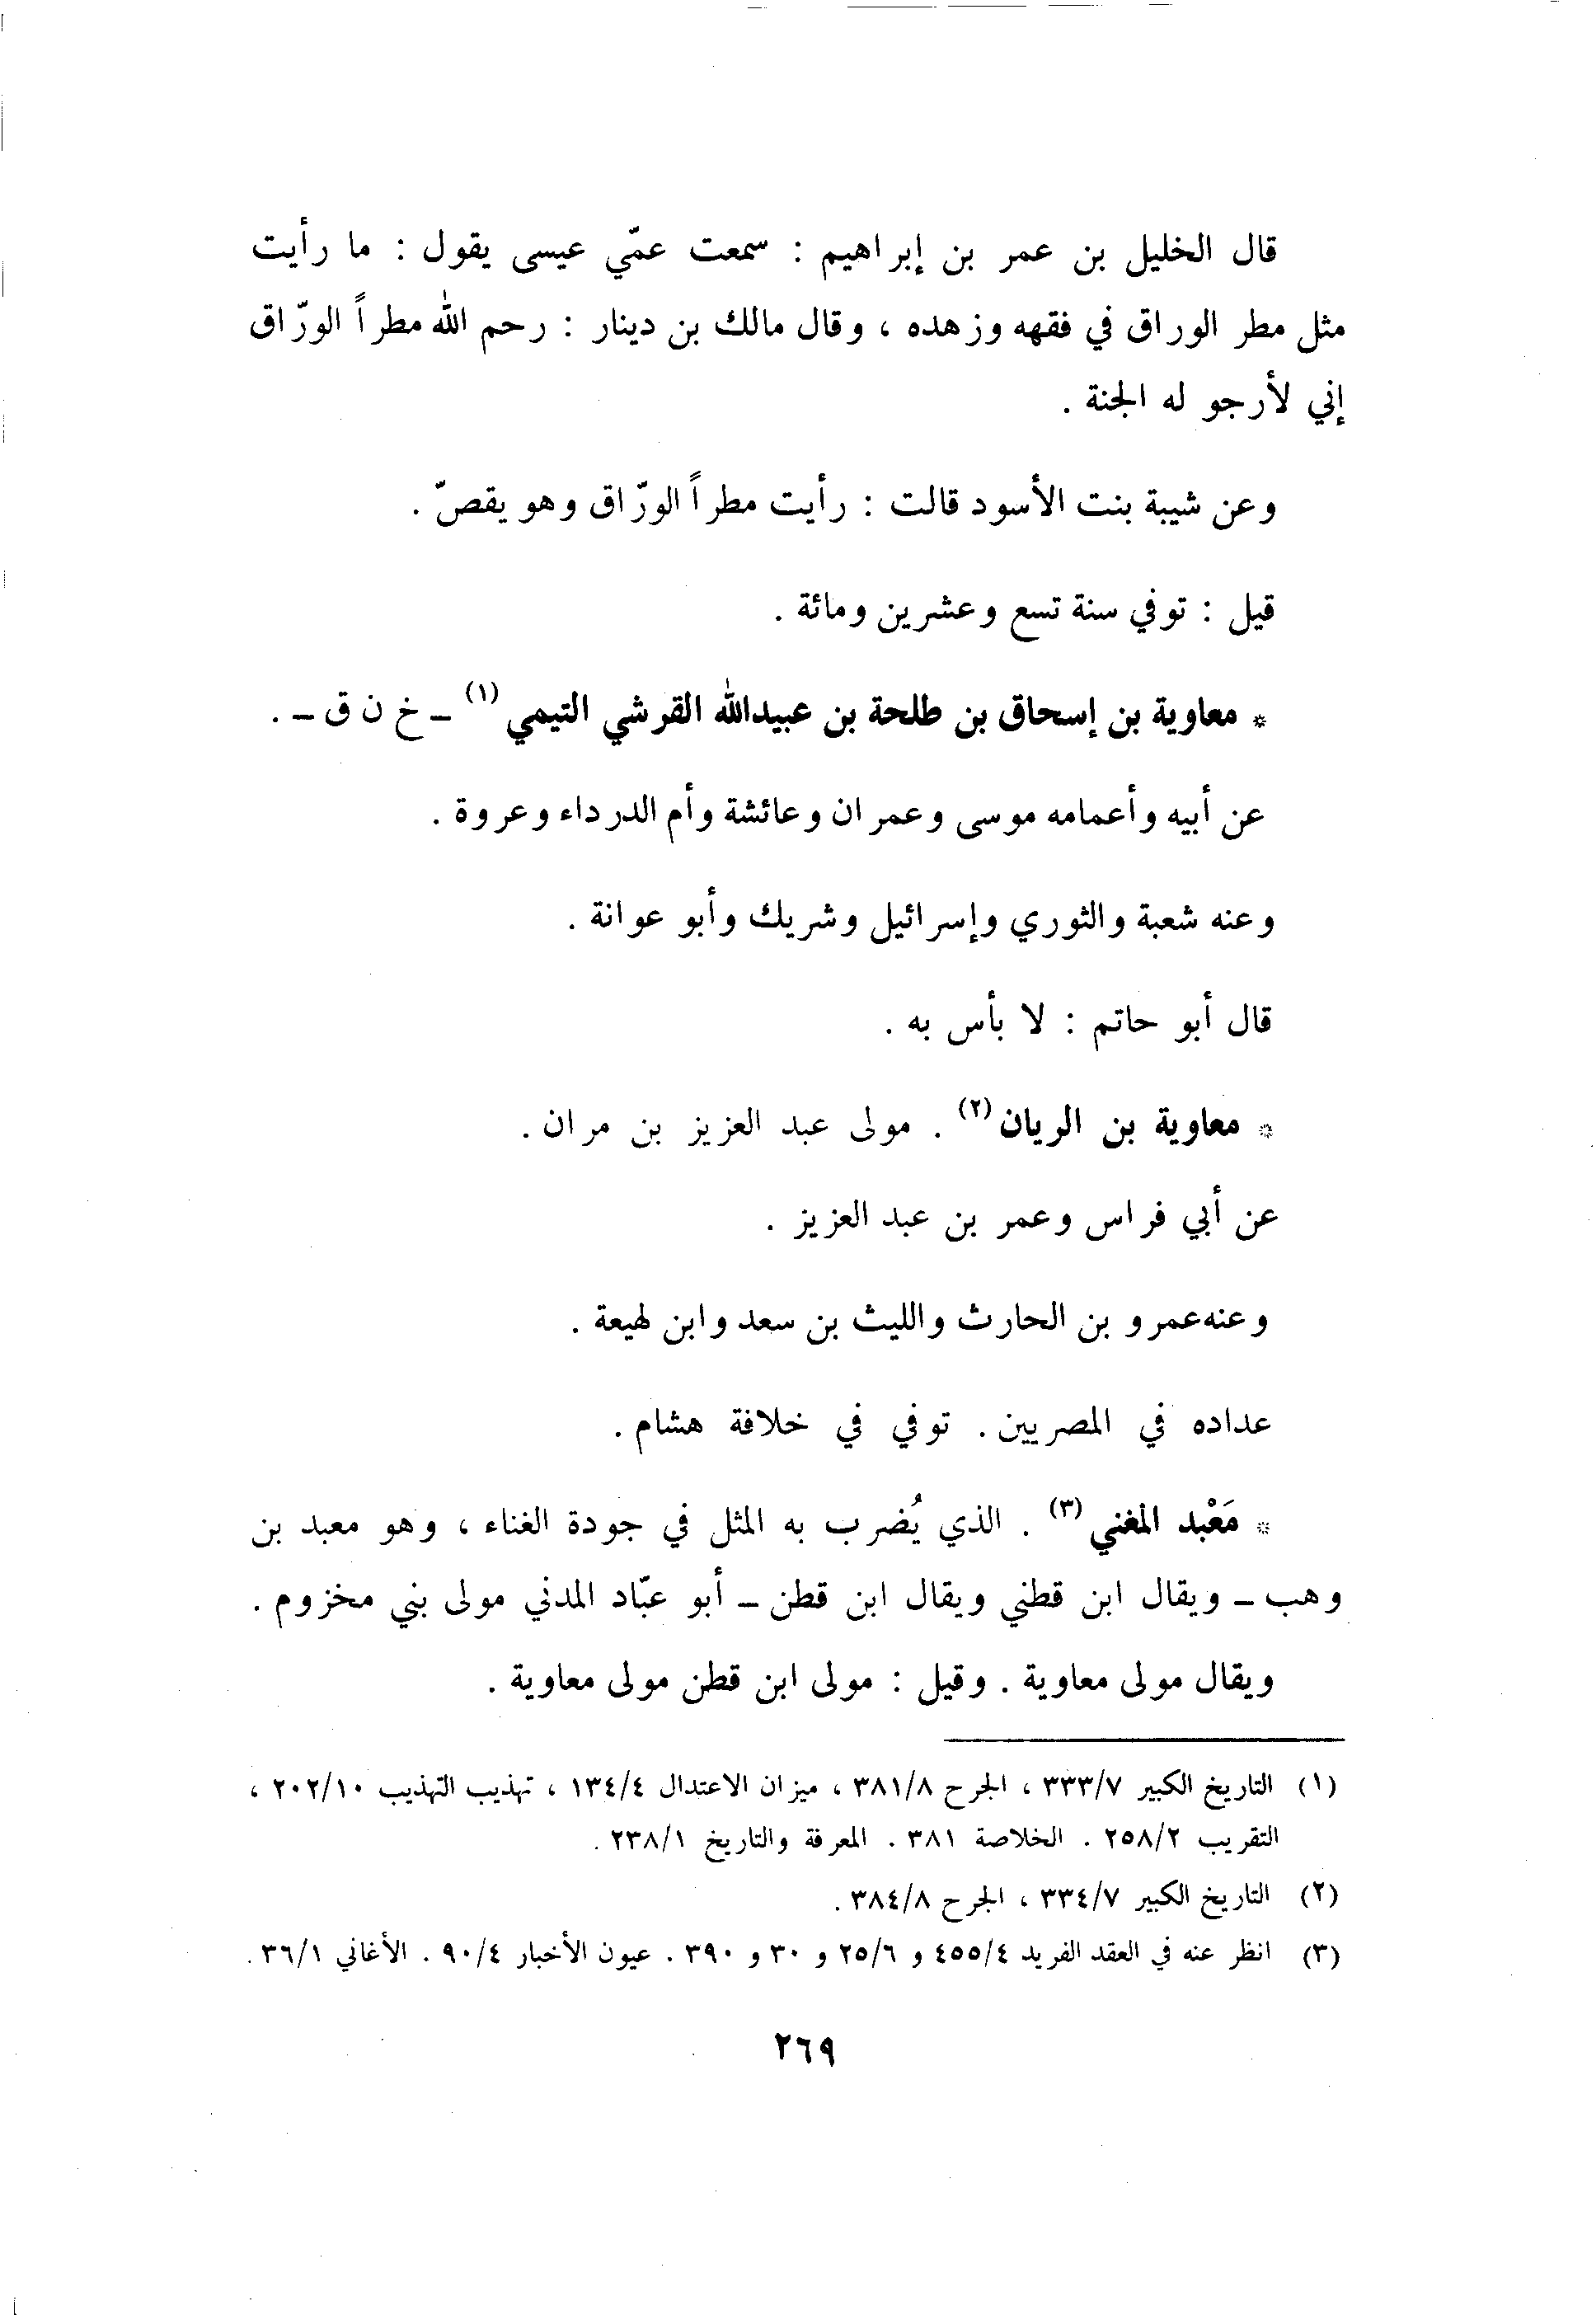 قال الخليل بن عمر بن إبراهيم : سمعت عمّي عيسى يقول : ما رأيت
مثل مطر الوراق في فقهه وزهده ، وقال مالك بن دينار : رحم الله مطراً الورّاق
إني لأرجو له الجنة .
وعن شيبة بنت الأسود قالت : رأيت مطراً الورّاق وهو يقصّ .
قيل : توفي سنة تسع وعشرين ومائة .
* معاوية بن إسحاق بن طلحة بن عبيدالله القرشي التيمي (١) – خ ن ق – .
عن أبيه وأعمامه موسى وعمران وعائشة وأم الدرداء وعروة .
وعنه شعبة والثوري وإسرائيل وشريك وأبو عوانة .
قال أبو حاتم : لا بأس به .
* معاوية بن الريان (٢) . مولى عبد العزيز بن مران .
عن أبي فراس وعمر بن عبد العزيز .
وعنه عمرو بن الحارث والليث بن سعد وابن لهيعة .
عداده في المصريين . توفي في خلافة هشام .
* مَعْبد المغني (٣) . الذي يُضرب به المثل في جودة الغناء ، وهو معبد بن
وهب – ويقال ابن قطني ويقال ابن قطن – أبو عبّاد المدني مولى بني مخزوم .
ويقال مولى معاوية . وقيل : مولى ابن قطن مولى معاوية .
(١) التاريخ الكبير ٣٣٣/٧ ، الجرح ٣٨١/٨ ، ميزان الاعتدال ١٣٤/٤ ، تهذيب التهذيب ٢٠٢/١٠ ،
التقريب ٢٥٨/٢ . الخلاصة ٣٨١ . المعرفة والتاريخ ٢٣٨/١ .
(٢) التاريخ الكبير ٣٣٤/٧ ، الجرح ٣٨٤/٨ .
(٣) انظر عنه في العقد الفريد ٤٥٥/٤ و ٢٥/٦ و ٣٠ و ٣٩٠ . عيون الأخبار ٩٠/٤ . الأغاني ٣٦/١ .
٢٦٩